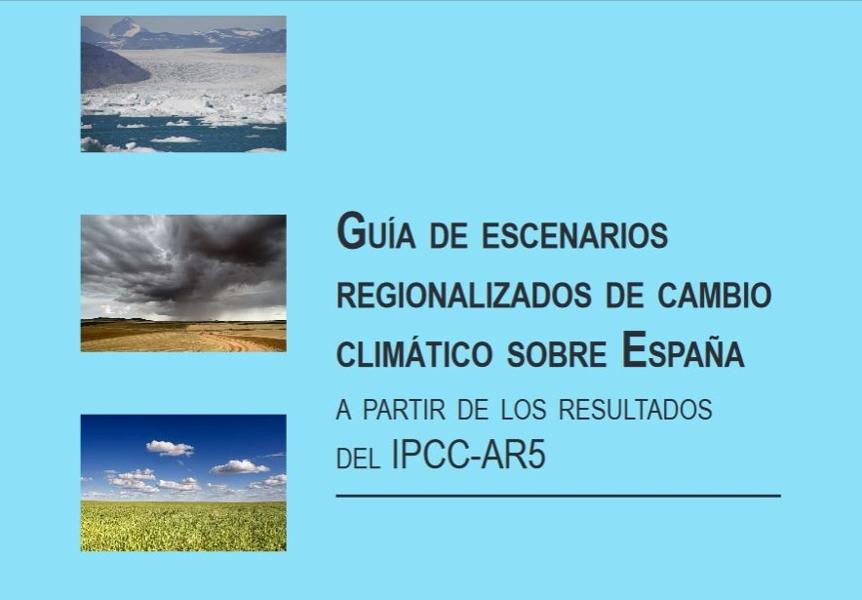 Guía de escenarios
regionalizados de cambio
climático sobre España
a partir de los resultados
del IPCC-AR5